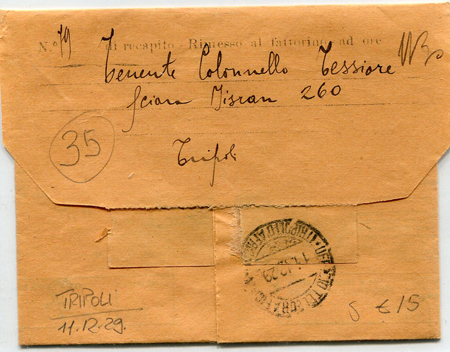 N.º 79 di recapito - Rimesso al fattorino ad ore
Tenente Colonnello Tessiore
Sciara Misran 260
35
Tripoli
TRIPOLI
11.12.29.
€ 15